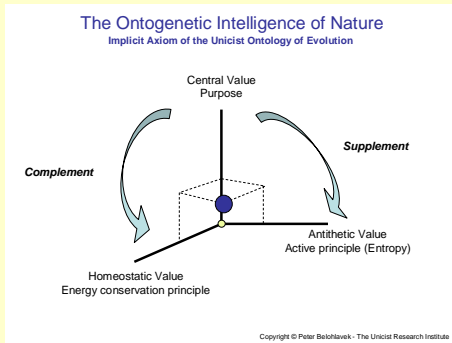 The Ontogenetic Intelligence of Nature
Implicit Axiom of the Unicist Ontology of Evolution
Central Value
Purpose
Complement
Supplement
Antithetic Value
Active principle (Entropy)
Homeostatic Value
Energy conservation principle
Copyright © Peter Belohlavek - The Unicist Research Institute